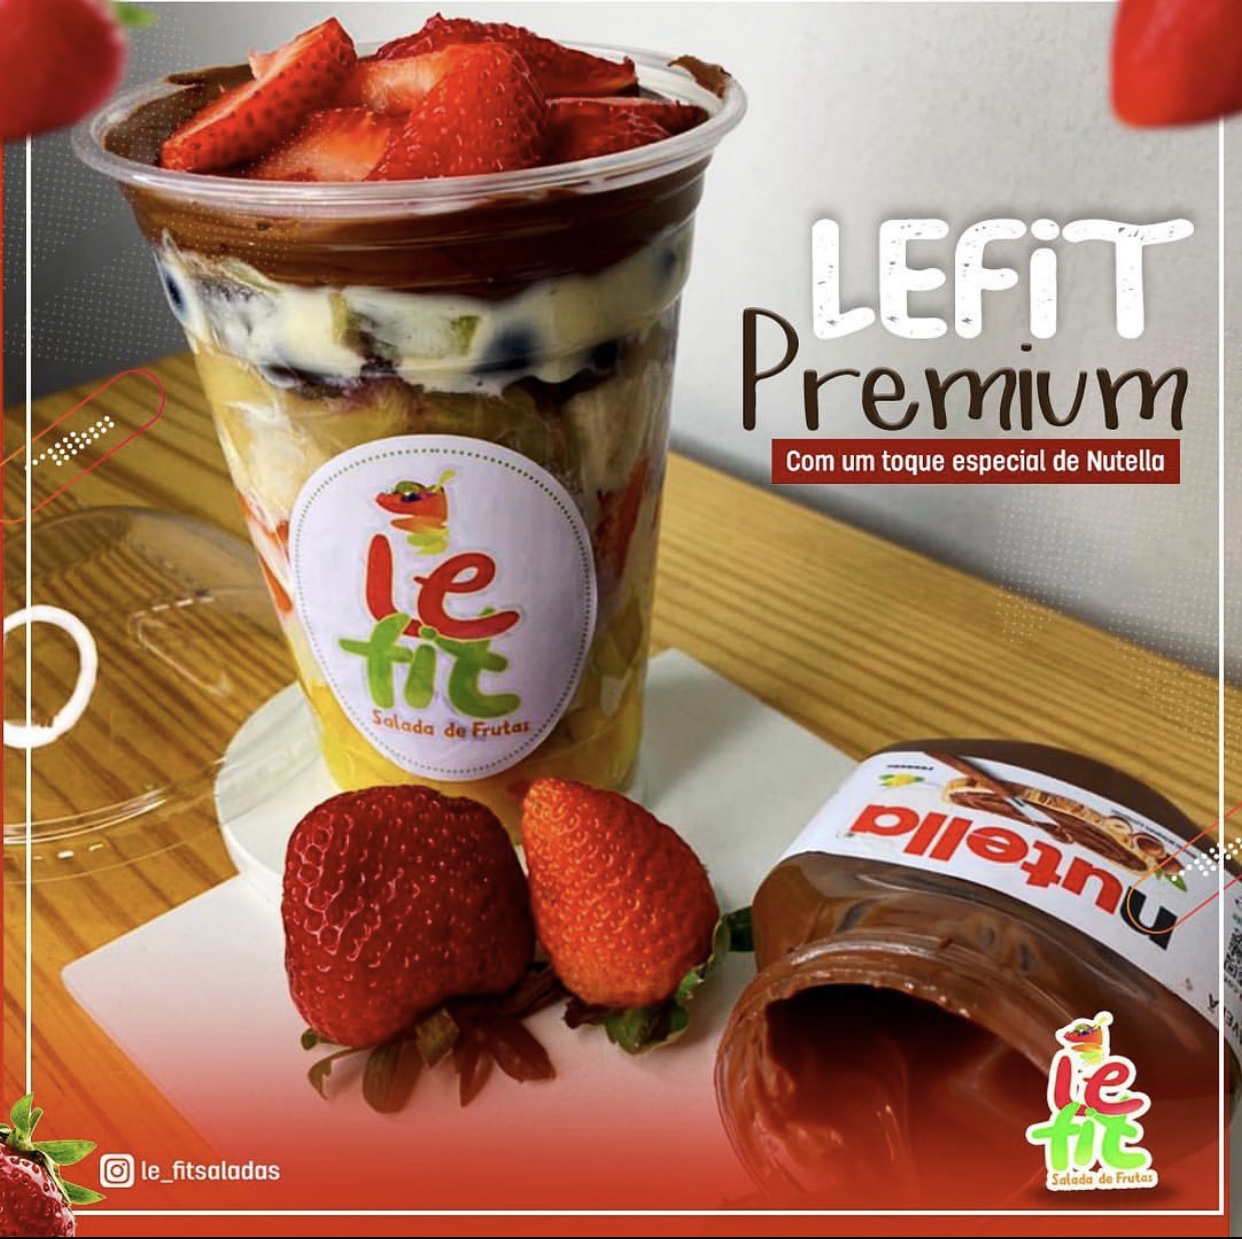 LEFiT
Premium
Com um toque especial de Nutella
le
fit
Salada de Frutas
nutella
le_fitsaladas
le
fit
Salada de Frutas